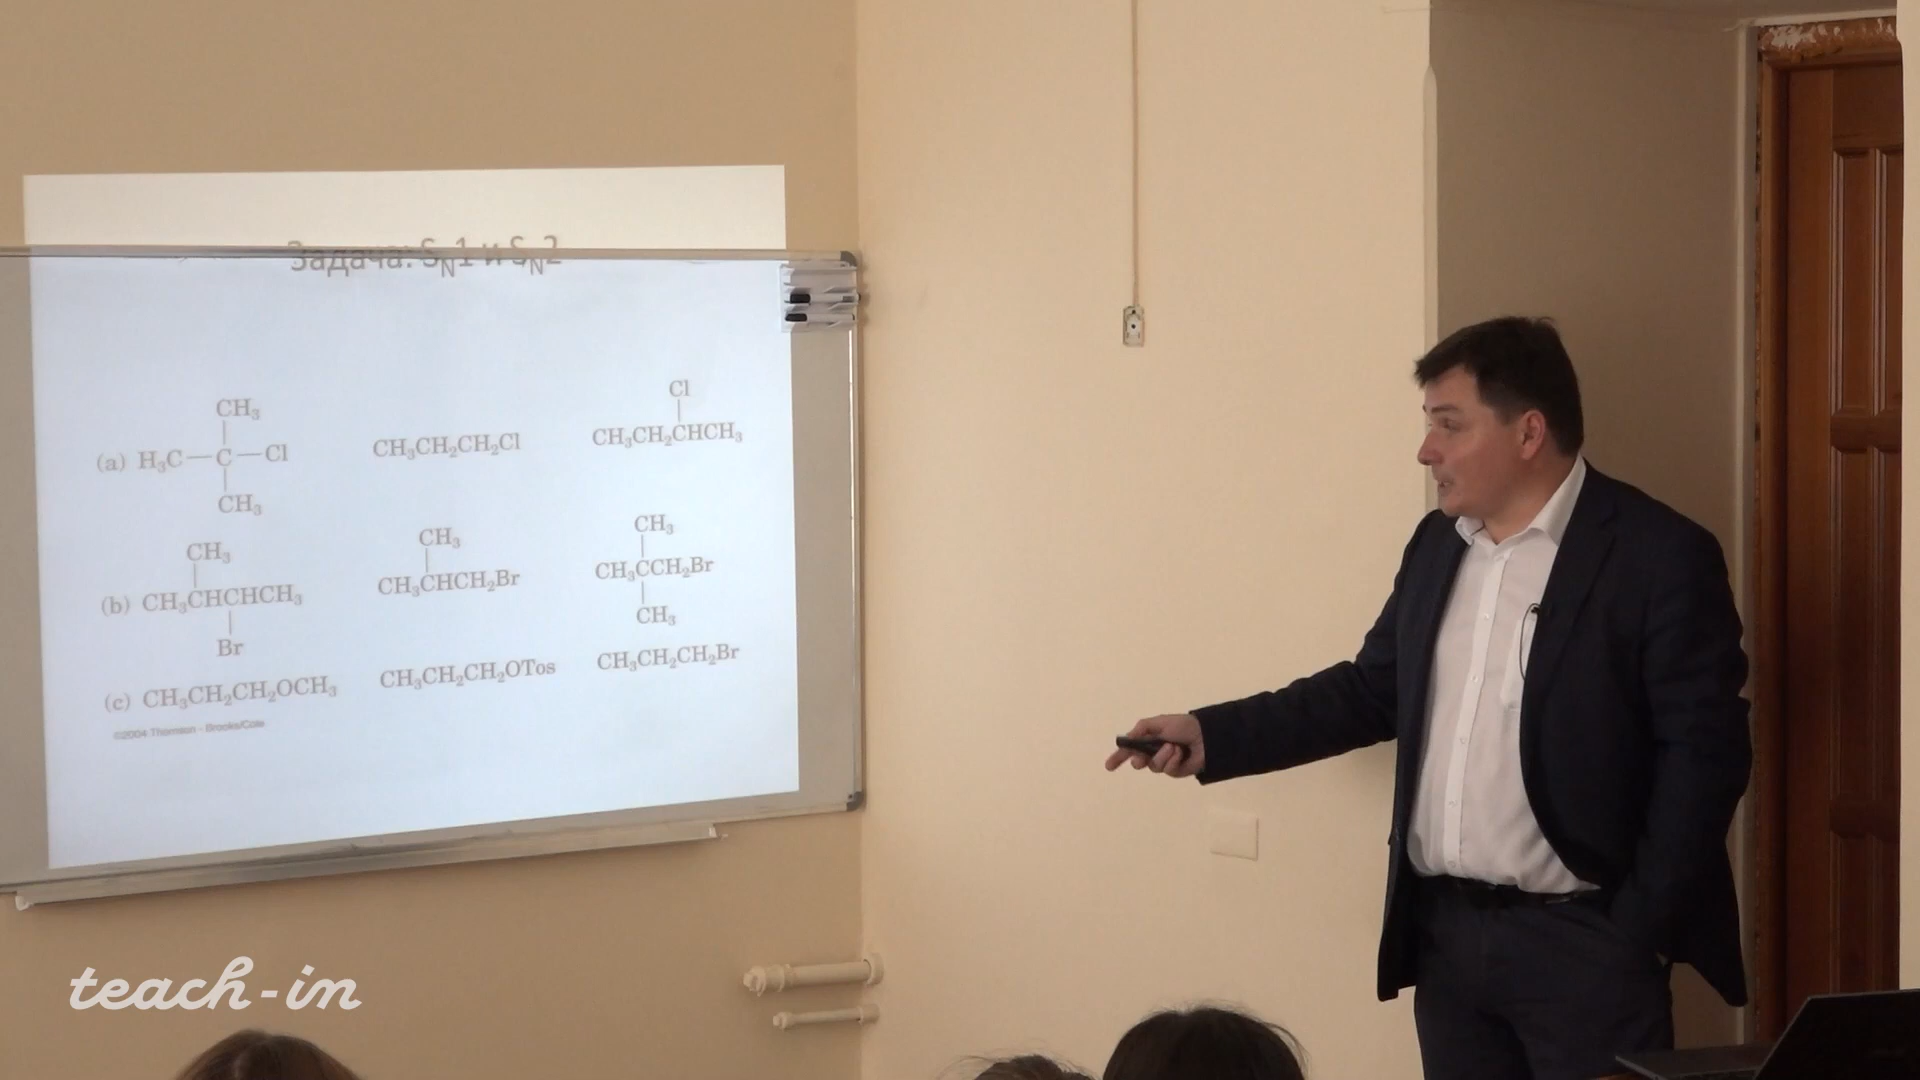 Задача: SN1 и SN2
CH3
Cl
(a) H3C—C—Cl
CH3CH2CH2Cl
CH3CH2CHCH3
CH3
CH3
CH3
CH3
(b) CH3CHCHCH3
CH3CHCH2Br
CH3CCH2Br
Br
CH3
(c) CH3CH2CH2OCH3
CH3CH2CH2OTos
CH3CH2CH2Br
©2004 Thomson - Brooks/Cole
teach-in